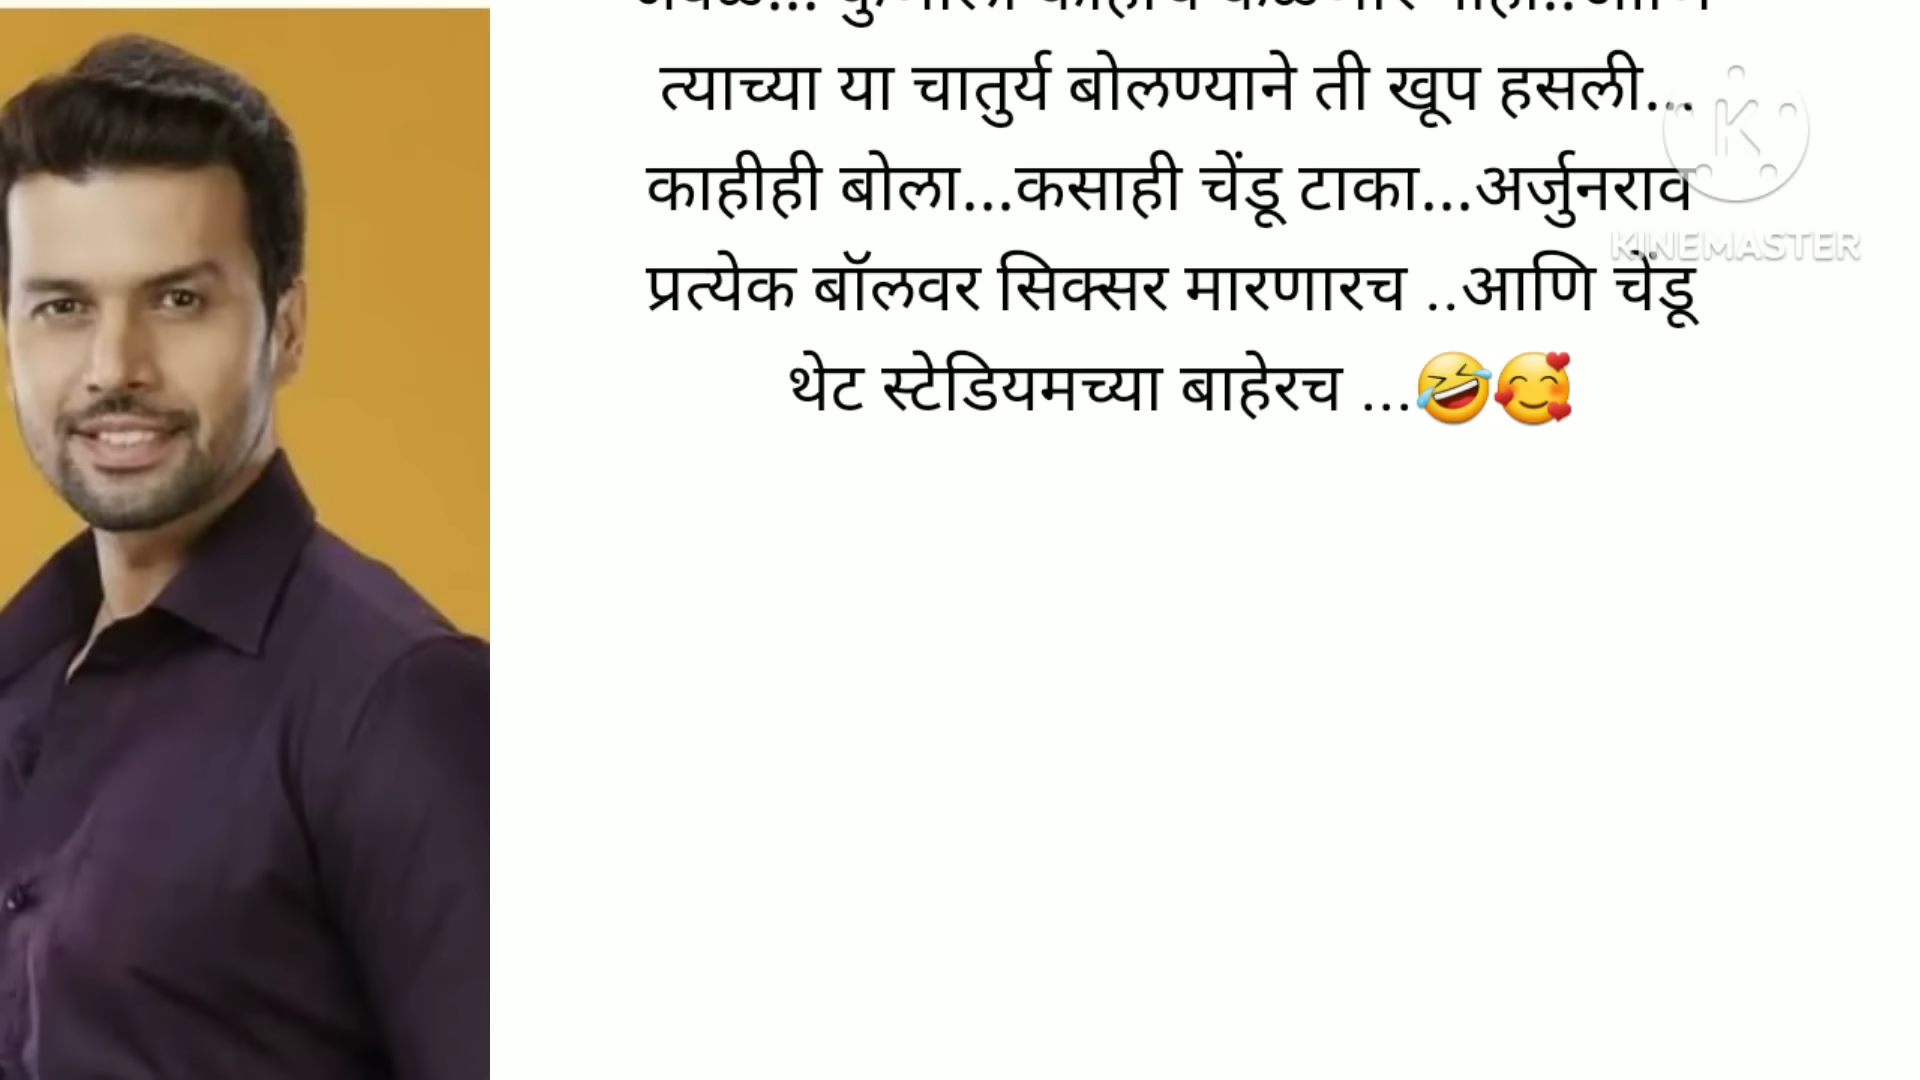 त्याच्या या चातुर्य बोलण्याने ती खूप हसली...
काहीही बोला...कसाही चेंडू टाका...अर्जुनराव
प्रत्येक बॉलवर सिक्सर मारणारच ..आणि चेंडू
थेट स्टेडियमच्या बाहेरच ...🤣🥰
K
KINEMASTER